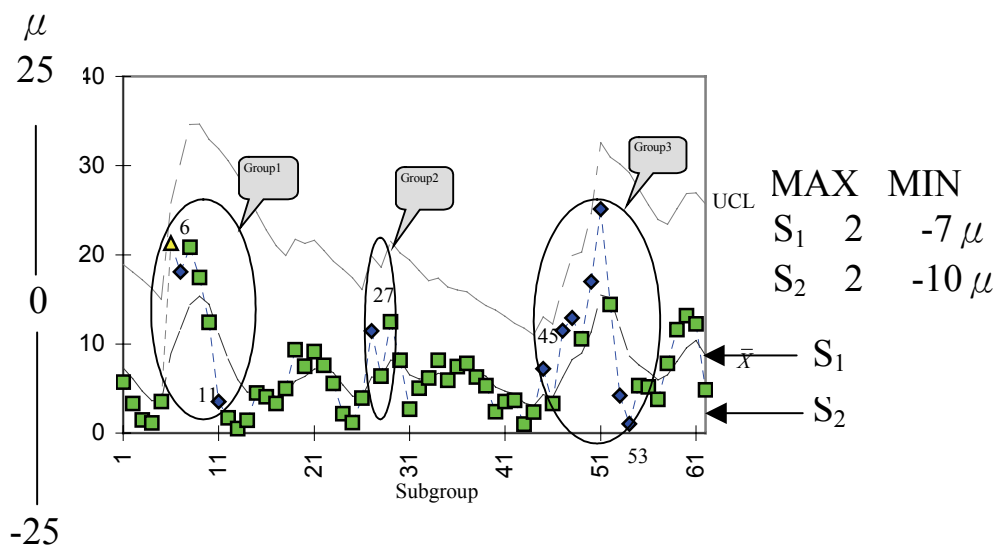 μ
25
0
-25
40
30
20
10
0
Group1
Group2
Group3
6
11
27
45
53
UCL
X̄
1 11 21 31 41 51 61
Subgroup
MAX MIN
S₁ 2 -7 μ
S₂ 2 -10 μ
S₁
S₂